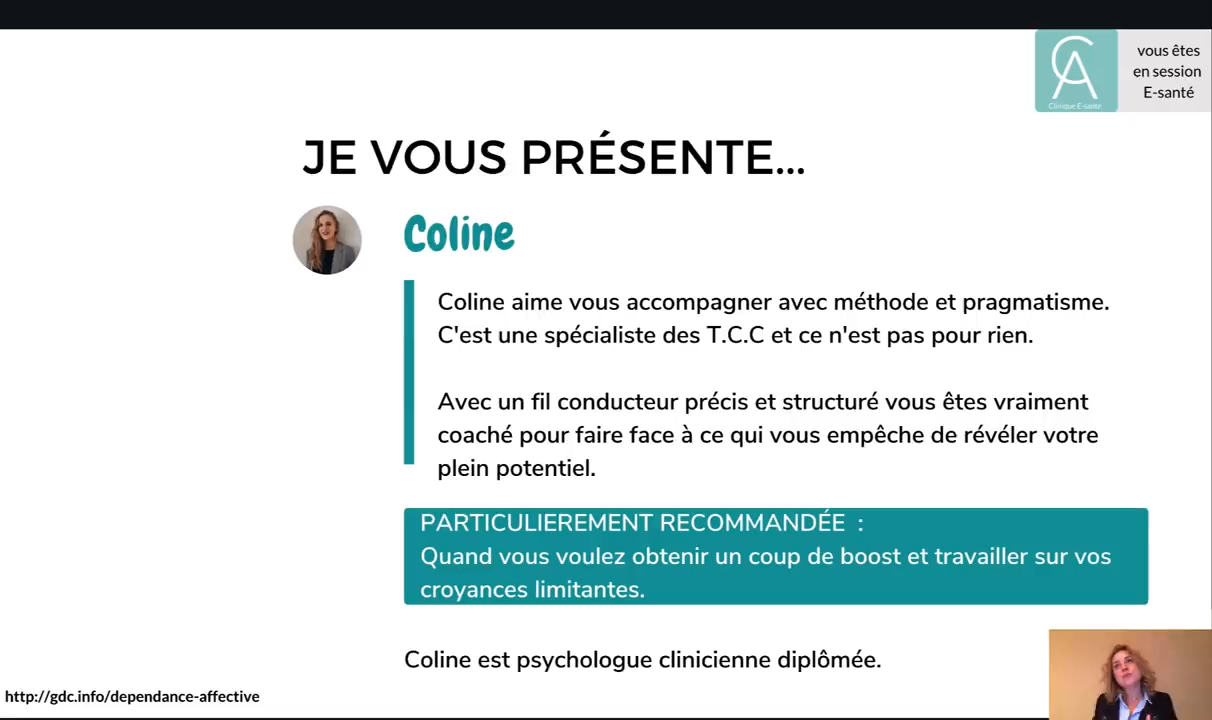 vous êtes
en session
E-santé
CA
Clinique E-sante
JE VOUS PRÉSENTE...
Coline
Coline aime vous accompagner avec méthode et pragmatisme.
C'est une spécialiste des T.C.C et ce n'est pas pour rien.
Avec un fil conducteur précis et structuré vous êtes vraiment
coaché pour faire face à ce qui vous empêche de révéler votre
plein potentiel.
PARTICULIEREMENT RECOMMANDÉE :
Quand vous voulez obtenir un coup de boost et travailler sur vos
croyances limitantes.
Coline est psychologue clinicienne diplômée.
http://gdc.info/dependance-affective